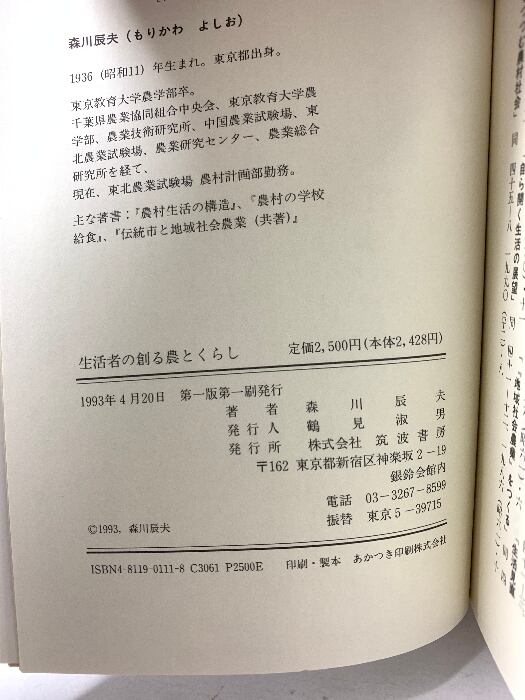 森川辰夫（もりかわ　よしお）
1936（昭和11）年生まれ。東京都出身。
東京教育大学農学部卒。
千葉県農業協同組合中央会、東京教育大学農
学部、農業技術研究所、中国農業試験場、東
北農業試験場、農業研究センター、農業総合
研究所を経て、
現在、東北農業試験場 農村計画部勤務。
主な著書：『農村生活の構造』、『農村の学校
給食』、『伝統市と地域社会農業（共著）』
生活者の創る農とくらし　定価2,500円（本体2,428円）
1993年4月20日　第一版第一刷発行
著者　森川辰夫
発行人　鶴見淑男
発行所　株式会社 筑波書房
〒162 東京都新宿区神楽坂2－19
銀鈴会館内
電話　03－3267－8599
振替　東京5－39715
©1993，森川辰夫
ISBN4-8119-0111-8 C3061 P2500E　印刷・製本　あかつき印刷株式会社